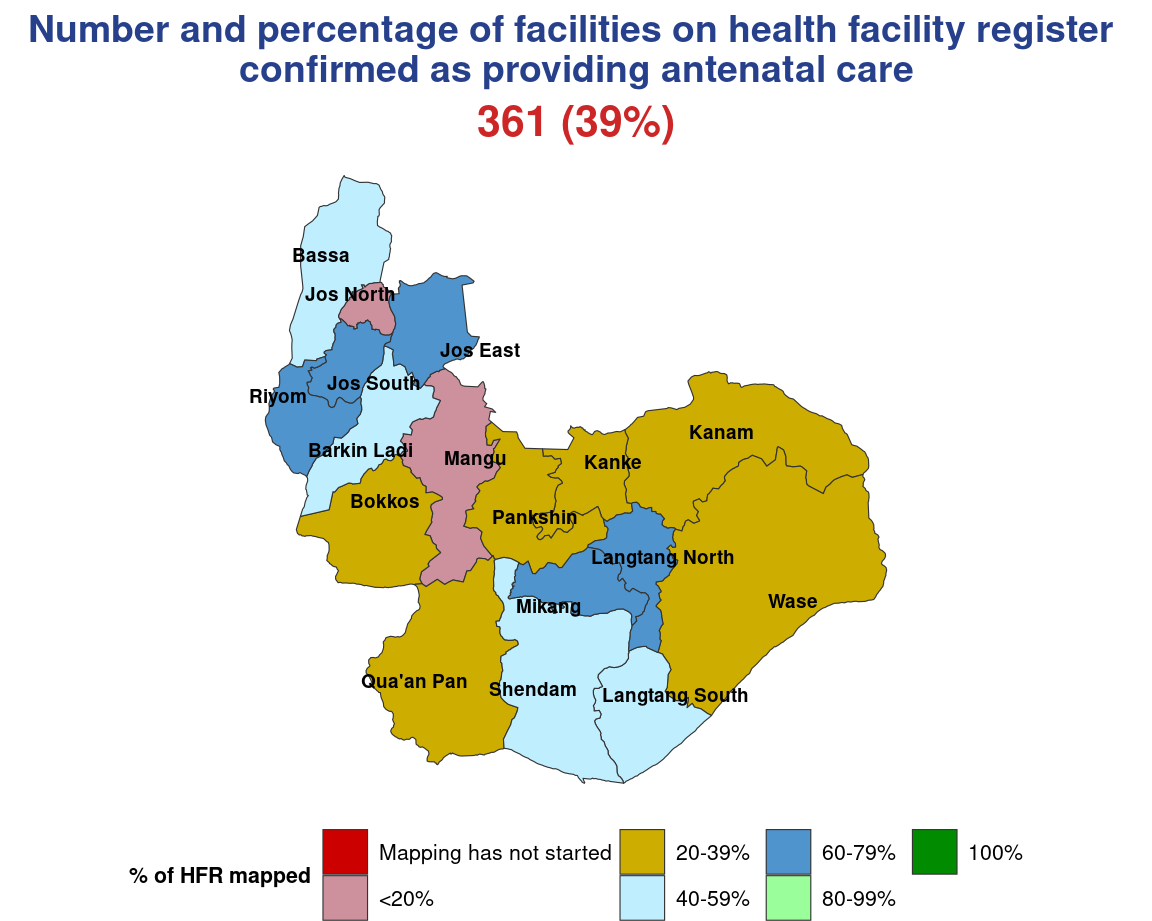 Number and percentage of facilities on health facility register
confirmed as providing antenatal care
361 (39%)
Bassa
Jos North
Jos East
Jos South
Riyom
Kanam
Barkin Ladi
Mangu
Kanke
Bokkos
Pankshin
Langtang North
Wase
Mikang
Qua'an Pan
Shendam
Langtang South
% of HFR mapped
Mapping has not started
<20%
20-39%
40-59%
60-79%
80-99%
100%